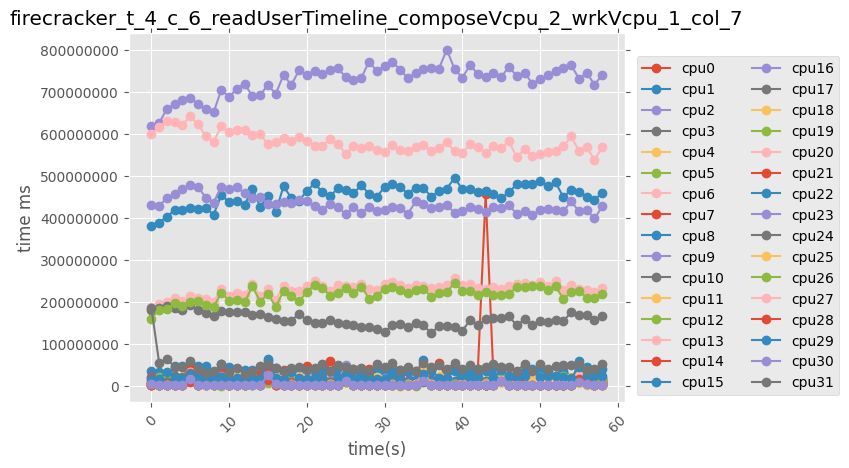 firecracker_t_4_c_6_readUserTimeline_composeVcpu_2_wrkVcpu_1_col_7
800000000
700000000
600000000
500000000
400000000
300000000
200000000
100000000
0
time ms
0
10
20
30
40
50
60
time(s)
cpu0
cpu1
cpu2
cpu3
cpu4
cpu5
cpu6
cpu7
cpu8
cpu9
cpu10
cpu11
cpu12
cpu13
cpu14
cpu15
cpu16
cpu17
cpu18
cpu19
cpu20
cpu21
cpu22
cpu23
cpu24
cpu25
cpu26
cpu27
cpu28
cpu29
cpu30
cpu31